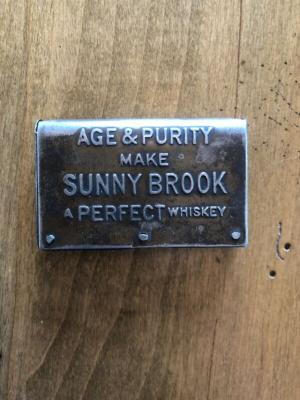 AGE & PURITY
MAKE
SUNNY BROOK
A PERFECT WHISKEY